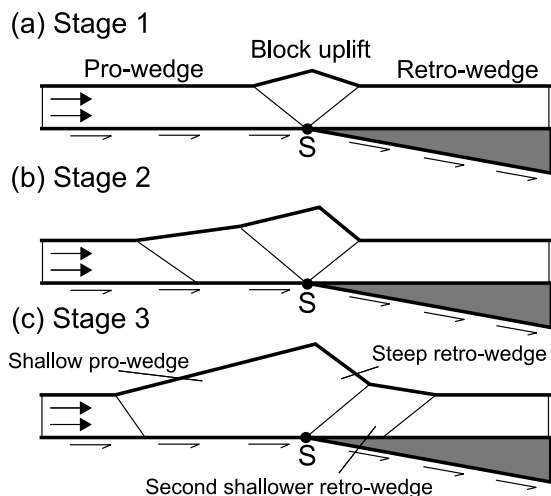 (a) Stage 1
Block uplift
Pro-wedge
Retro-wedge
S
(b) Stage 2
S
(c) Stage 3
Shallow pro-wedge
Steep retro-wedge
S
Second shallower retro-wedge